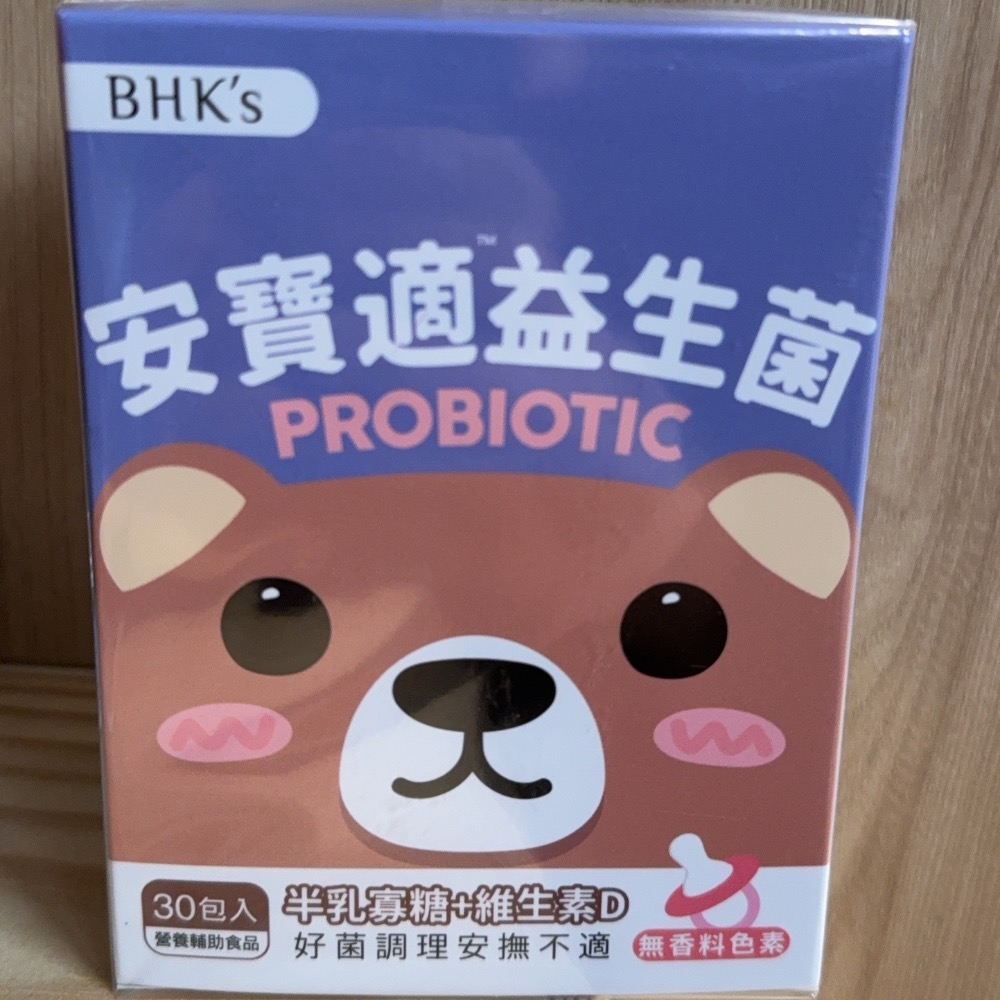 BHK's
安寶適™益生菌
PROBIOTIC
30包入
營養輔助食品
半乳寡糖+維生素D
好菌調理安撫不適
無香料色素